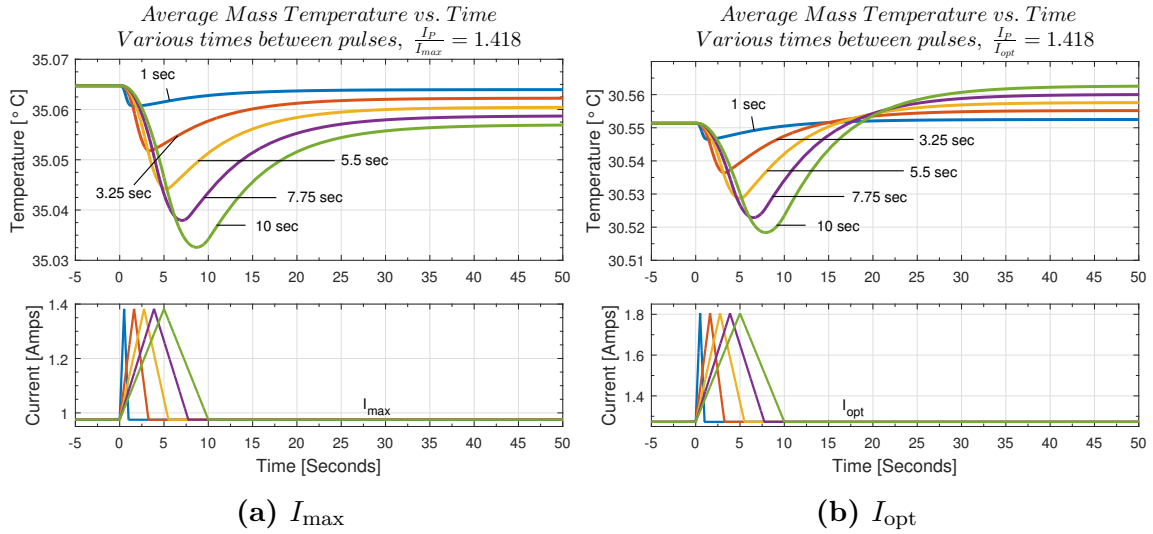 Average Mass Temperature vs. Time
Various times between pulses, I_P/I_max = 1.418
35.07
35.06
35.05
35.04
35.03
Temperature [° C]
1 sec
3.25 sec
5.5 sec
7.75 sec
10 sec
-5 0 5 10 15 20 25 30 35 40 45 50
1.4
1.2
1
Current [Amps]
I_max
-5 0 5 10 15 20 25 30 35 40 45 50
Time [Seconds]
(a) I_max
Average Mass Temperature vs. Time
Various times between pulses, I_P/I_opt = 1.418
30.56
30.55
30.54
30.53
30.52
30.51
Temperature [° C]
1 sec
3.25 sec
5.5 sec
7.75 sec
10 sec
-5 0 5 10 15 20 25 30 35 40 45 50
1.8
1.6
1.4
Current [Amps]
I_opt
-5 0 5 10 15 20 25 30 35 40 45 50
Time [Seconds]
(b) I_opt